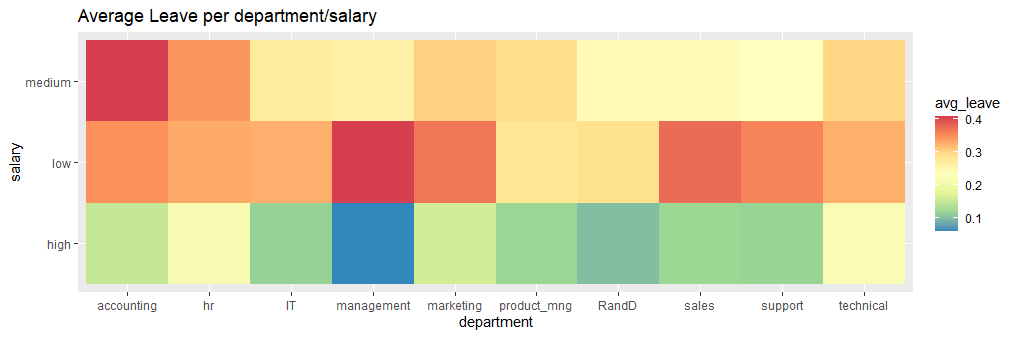 Average Leave per department/salary
medium
low
high
salary
accounting hr IT management marketing product_mng RandD sales support technical
department
avg_leave
0.4
0.3
0.2
0.1